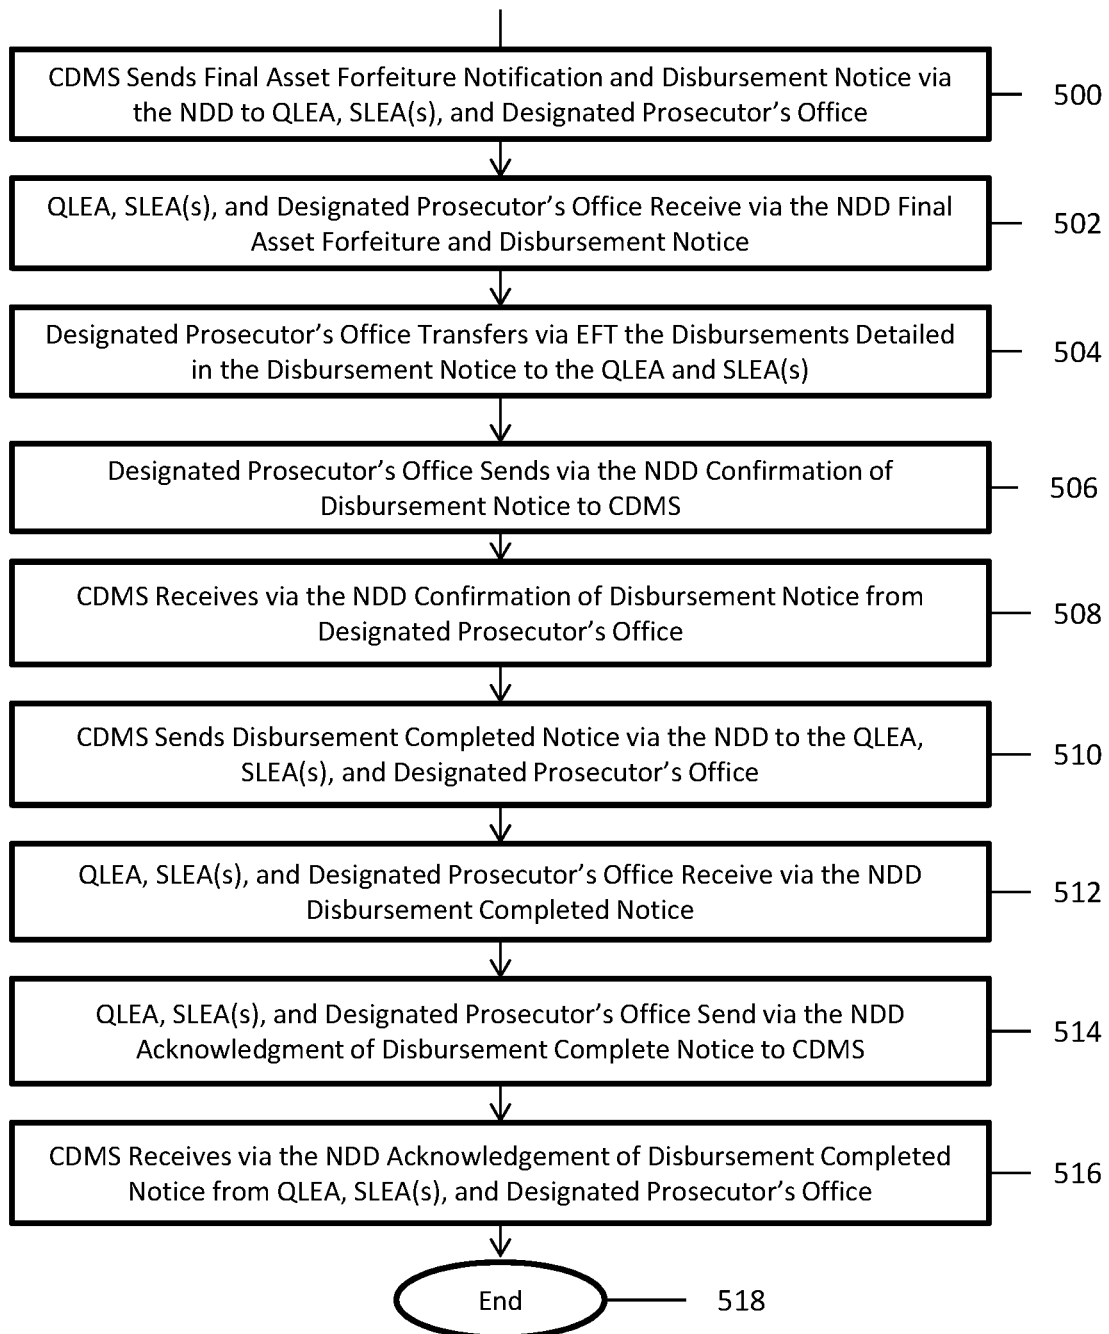 CDMS Sends Final Asset Forfeiture Notification and Disbursement Notice via
the NDD to QLEA, SLEA(s), and Designated Prosecutor’s Office
500
QLEA, SLEA(s), and Designated Prosecutor’s Office Receive via the NDD Final
Asset Forfeiture and Disbursement Notice
502
Designated Prosecutor’s Office Transfers via EFT the Disbursements Detailed
in the Disbursement Notice to the QLEA and SLEA(s)
504
Designated Prosecutor’s Office Sends via the NDD Confirmation of
Disbursement Notice to CDMS
506
CDMS Receives via the NDD Confirmation of Disbursement Notice from
Designated Prosecutor’s Office
508
CDMS Sends Disbursement Completed Notice via the NDD to the QLEA,
SLEA(s), and Designated Prosecutor’s Office
510
QLEA, SLEA(s), and Designated Prosecutor’s Office Receive via the NDD
Disbursement Completed Notice
512
QLEA, SLEA(s), and Designated Prosecutor’s Office Send via the NDD
Acknowledgment of Disbursement Complete Notice to CDMS
514
CDMS Receives via the NDD Acknowledgement of Disbursement Completed
Notice from QLEA, SLEA(s), and Designated Prosecutor’s Office
516
End
518